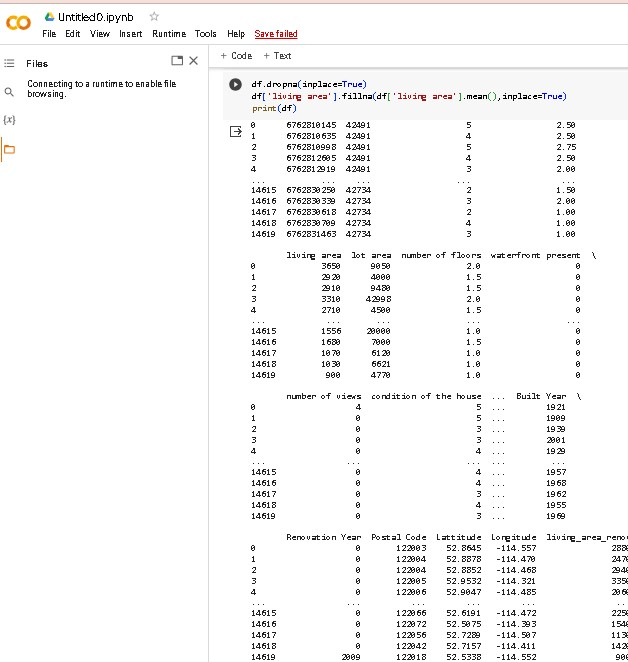 CO Untitled0.ipynb ☆
File Edit View Insert Runtime Tools Help Save failed
Files
+ Code + Text
Connecting to a runtime to enable file
browsing.
{x}
df.dropna(inplace=True)
df['living area'].fillna(df['living area'].mean(),inplace=True)
print(df)
0 6762810145 42491 5 2.50
1 6762810635 42491 4 2.50
2 6762810998 42491 5 2.75
3 6762812605 42491 4 2.50
4 6762812919 42491 3 2.00
... ... ... ... ...
14615 6762830250 42734 2 1.50
14616 6762830339 42734 3 2.00
14617 6762830618 42734 2 1.00
14618 6762830709 42734 4 1.00
14619 6762831463 42734 3 1.00
living area lot area number of floors waterfront present \
0 3650 9050 2.0 0
1 2920 4000 1.5 0
2 2910 9480 1.5 0
3 3310 42998 2.0 0
4 2710 4500 1.5 0
... ... ... ... ...
14615 1556 20000 1.0 0
14616 1680 7000 1.5 0
14617 1070 6120 1.0 0
14618 1030 6621 1.0 0
14619 900 4770 1.0 0
number of views condition of the house ... Built Year \
0 4 5 ... 1921
1 0 5 ... 1909
2 0 3 ... 1939
3 0 3 ... 2001
4 0 4 ... 1929
... ... ... ... ...
14615 0 4 ... 1957
14616 0 4 ... 1968
14617 0 3 ... 1962
14618 0 4 ... 1955
14619 0 3 ... 1969
Renovation Year Postal Code Lattitude Longitude living_area_reno
0 0 122003 52.8645 -114.557 288
1 0 122004 52.8878 -114.470 247
2 0 122004 52.8852 -114.468 294
3 0 122005 52.9532 -114.321 335
4 0 122006 52.9047 -114.485 206
... ... ... ... ...
14615 0 122066 52.6191 -114.472 225
14616 0 122072 52.5075 -114.393 154
14617 0 122056 52.7289 -114.507 113
14618 0 122042 52.7157 -114.411 142
14619 2009 122018 52.5338 -114.552 90